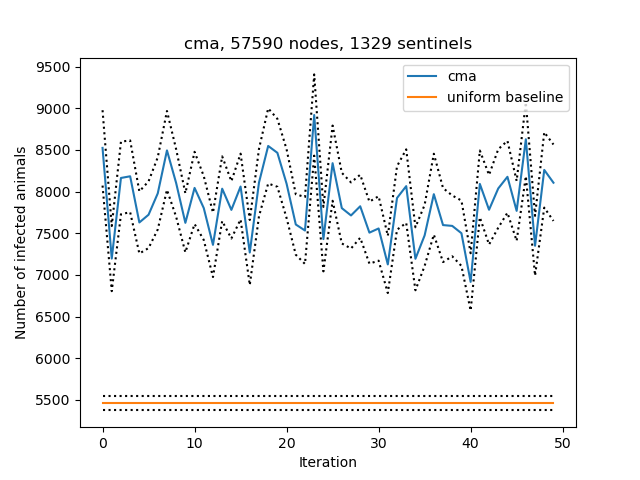 cma, 57590 nodes, 1329 sentinels
9500
9000
8500
8000
7500
7000
6500
6000
5500
Number of infected animals
cma
uniform baseline
0 10 20 30 40 50
Iteration